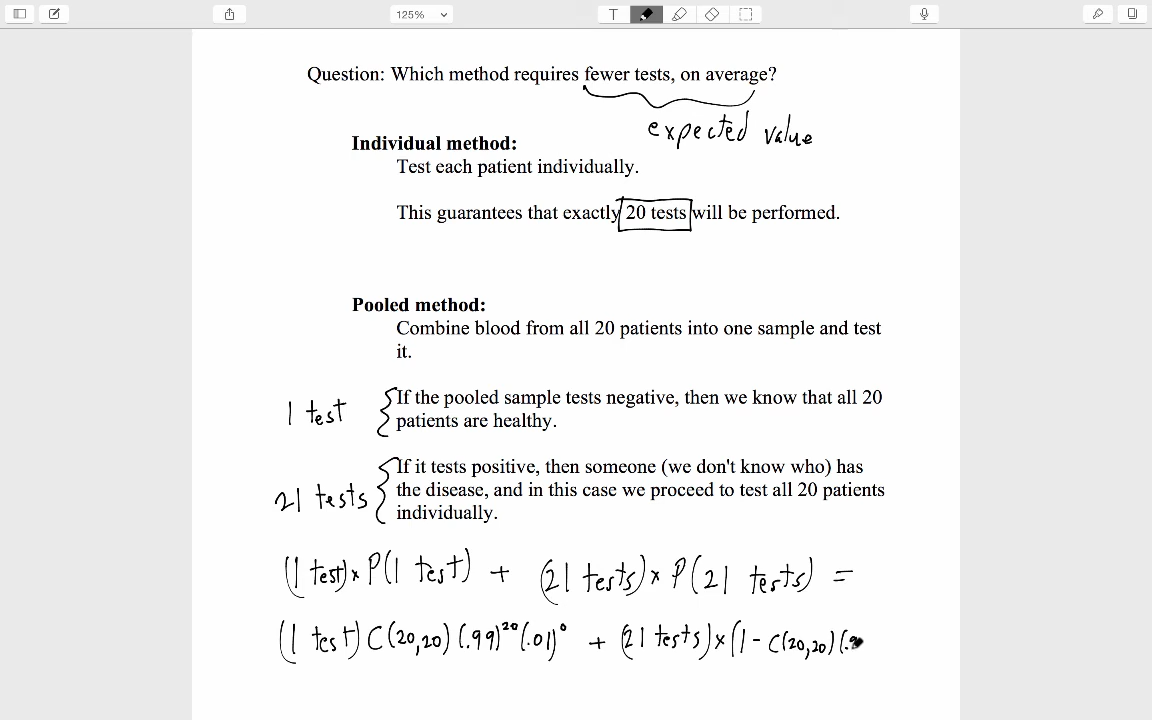 125%
T
Question: Which method requires fewer tests, on average?
expected value
Individual method:
Test each patient individually.
This guarantees that exactly 20 tests will be performed.
Pooled method:
Combine blood from all 20 patients into one sample and test
it.
1 test
If the pooled sample tests negative, then we know that all 20
patients are healthy.
21 tests
If it tests positive, then someone (we don't know who) has
the disease, and in this case we proceed to test all 20 patients
individually.
(1 test)× P(1 test) + (21 tests)× P(21 tests) =
(1 test) C(20,20) (.99)²⁰ (.01)⁰ + (21 tests)×(1- C(20,20)(.9